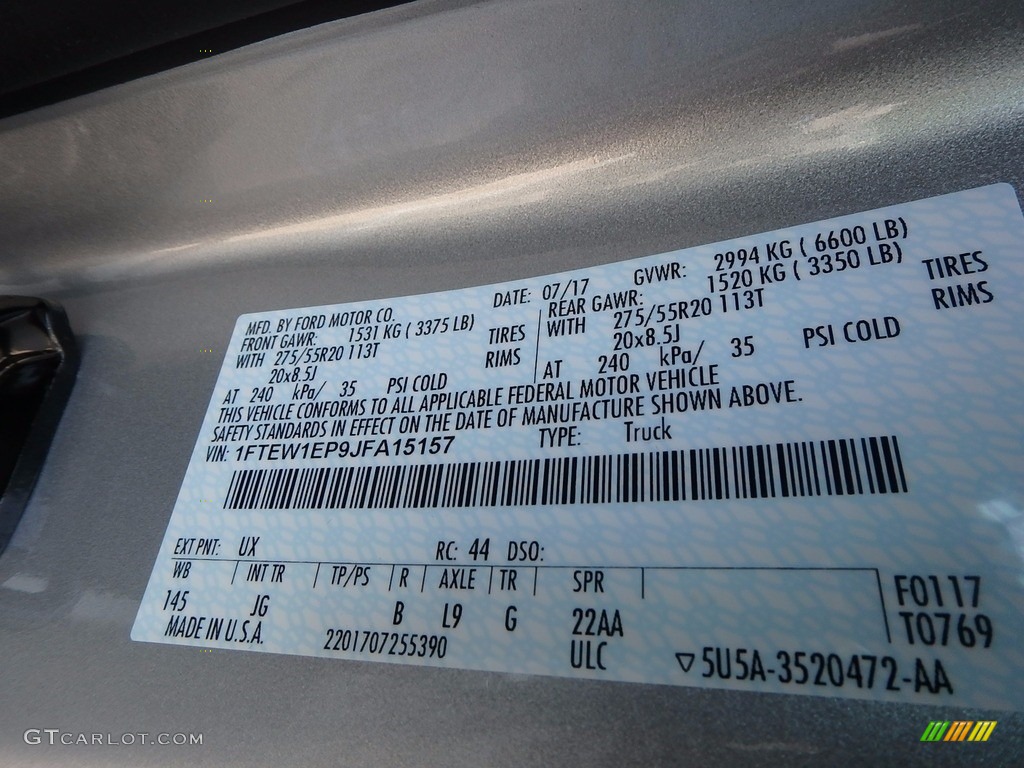 MFD. BY FORD MOTOR CO. DATE: 07/17 GVWR: 2994 KG ( 6600 LB)
FRONT GAWR: 1531 KG ( 3375 LB) REAR GAWR: 1520 KG ( 3350 LB)
WITH 275/55R20 113T TIRES WITH 275/55R20 113T TIRES
20x8.5J RIMS 20x8.5J RIMS
AT 240 kPa/ 35 PSI COLD AT 240 kPa/ 35 PSI COLD
THIS VEHICLE CONFORMS TO ALL APPLICABLE FEDERAL MOTOR VEHICLE
SAFETY STANDARDS IN EFFECT ON THE DATE OF MANUFACTURE SHOWN ABOVE.
VIN: 1FTEW1EP9JFA15157 TYPE: Truck
EXT PNT: UX RC: 44 DSO:
WB INT TR TP/PS R AXLE TR SPR
145 JG B L9 G 22AA
F0117
T0769
MADE IN U.S.A. 2201707255390 ULC
▽5U5A-3520472-AA
GTCARLOT.COM